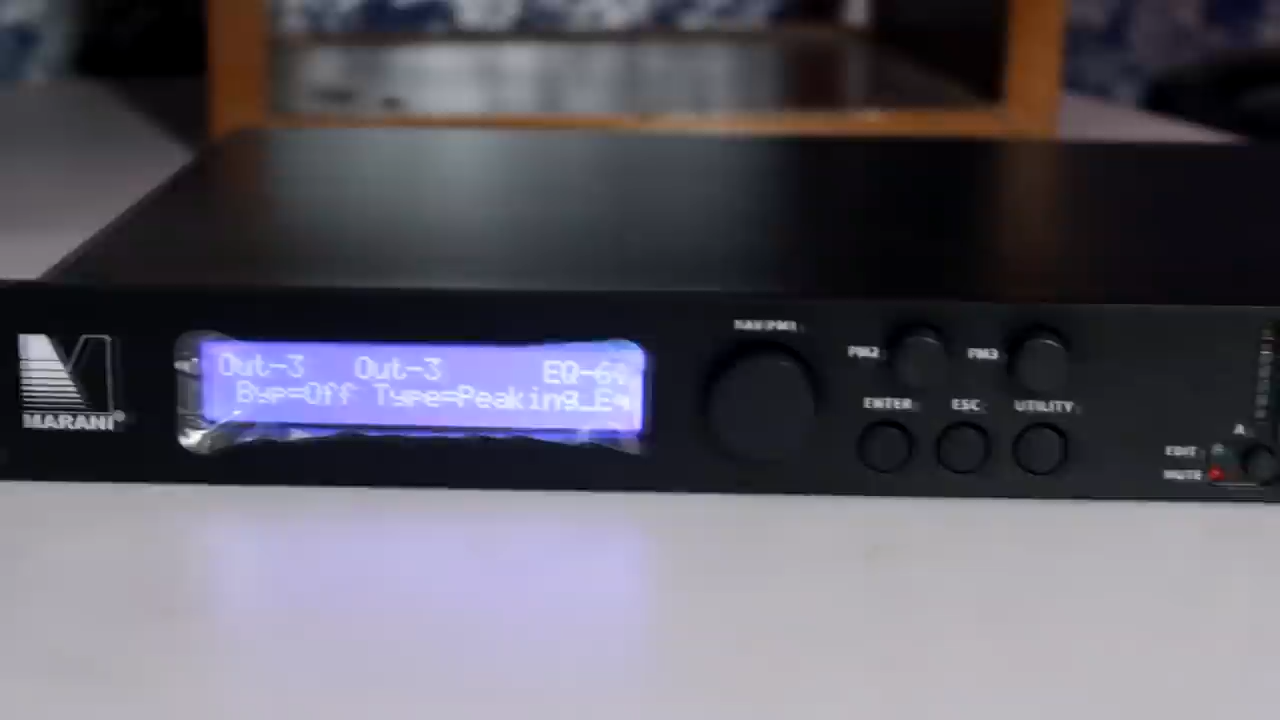 Out-3 Out-3 EQ-6
Byp=Off Type=Peaking_Eq
MARANI®
NAV/PM1
PM2
PM3
ENTER
ESC
UTILITY
A
EDIT
MUTE